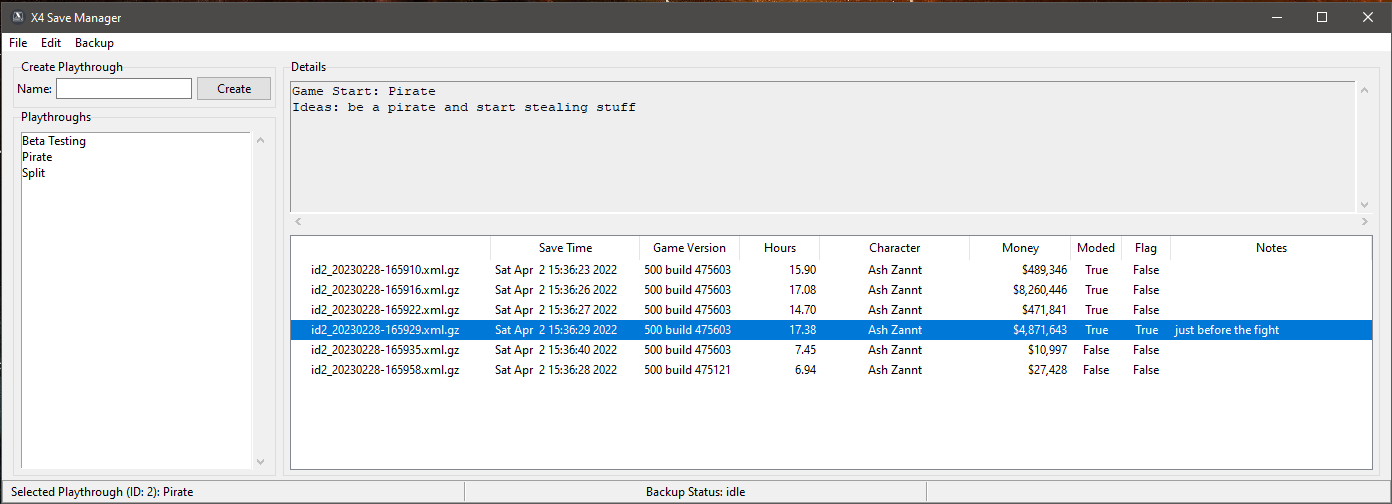 X4 Save Manager
File Edit Backup
Create Playthrough
Name: Create
Playthroughs
Beta Testing
Pirate
Split
Details
Game Start: Pirate
Ideas: be a pirate and start stealing stuff
Save Time Game Version Hours Character Money Moded Flag Notes
id2_20230228-165910.xml.gz Sat Apr 2 15:36:23 2022 500 build 475603 15.90 Ash Zannt $489,346 True False
id2_20230228-165916.xml.gz Sat Apr 2 15:36:26 2022 500 build 475603 17.08 Ash Zannt $8,260,446 True False
id2_20230228-165922.xml.gz Sat Apr 2 15:36:27 2022 500 build 475603 14.70 Ash Zannt $471,841 True False
id2_20230228-165929.xml.gz Sat Apr 2 15:36:29 2022 500 build 475603 17.38 Ash Zannt $4,871,643 True True just before the fight
id2_20230228-165935.xml.gz Sat Apr 2 15:36:40 2022 500 build 475603 7.45 Ash Zannt $10,997 False False
id2_20230228-165958.xml.gz Sat Apr 2 15:36:28 2022 500 build 475121 6.94 Ash Zannt $27,428 False False
Selected Playthrough (ID: 2): Pirate
Backup Status: idle